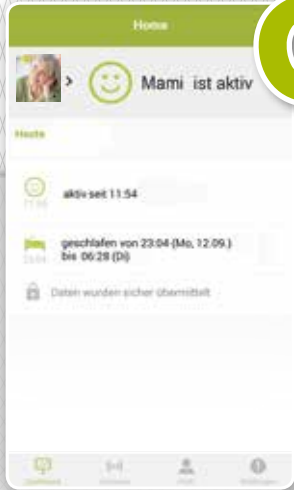 Home
Mami ist aktiv
Heute
aktiv seit 11:54
geschlafen von 23:04 (Mo, 12.09.)
bis 06:28 (Di)
Daten wurden sicher übermittelt